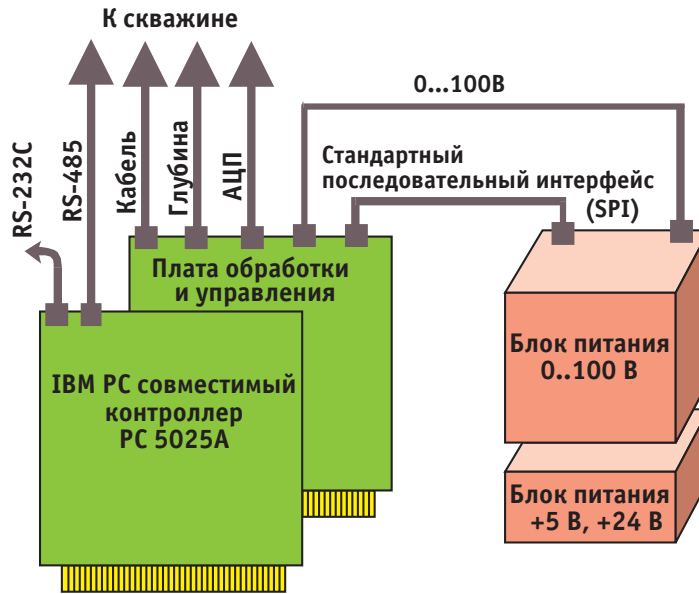 К скважине
0...100В
RS-232C
RS-485
Кабель
Глубина
АЦП
Стандартный
последовательный интерфейс
(SPI)
Плата обработки
и управления
IBM PC совместимый
контроллер
PC 5025A
Блок питания
0..100 В
Блок питания
+5 В, +24 В